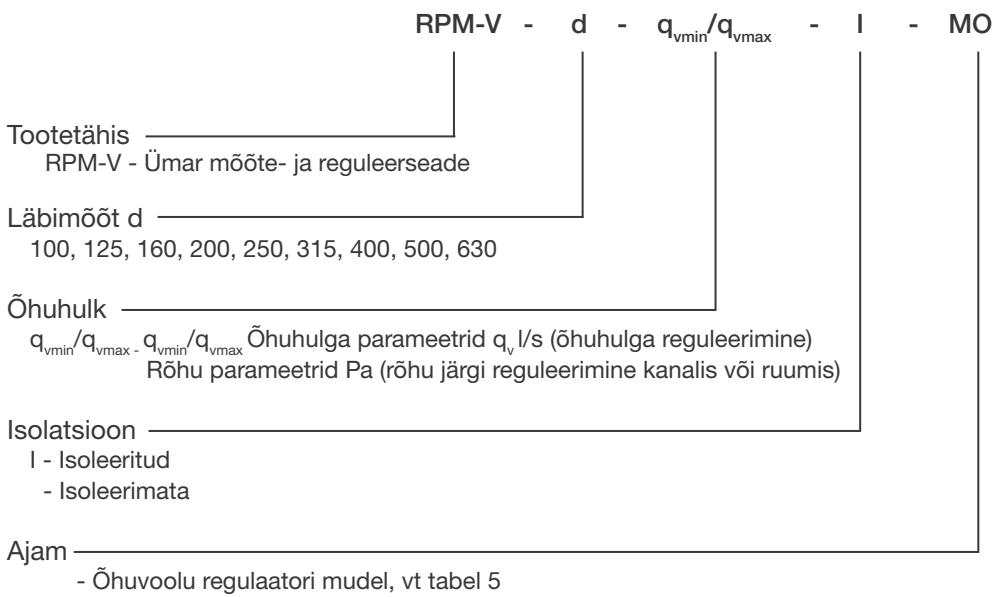 RPM-V - d - qvmin/qvmax - I - MO
Tootetähis
RPM-V - Ümar mõõte- ja reguleerseade
Läbimõõt d
100, 125, 160, 200, 250, 315, 400, 500, 630
Õhuhulk
qvmin/qvmax - qvmin/qvmax Õhuhulga parameetrid qv l/s (õhuhulga reguleerimine)
Rõhu parameetrid Pa (rõhu järgi reguleerimine kanalis või ruumis)
Isolatsioon
I - Isoleeritud
- Isoleerimata
Ajam
- Õhuvoolu regulaatori mudel, vt tabel 5